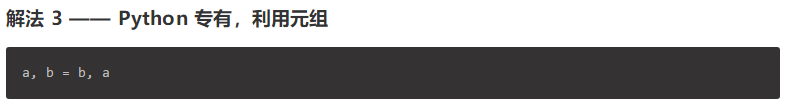 解法 3 —— Python 专有，利用元组
a, b = b, a